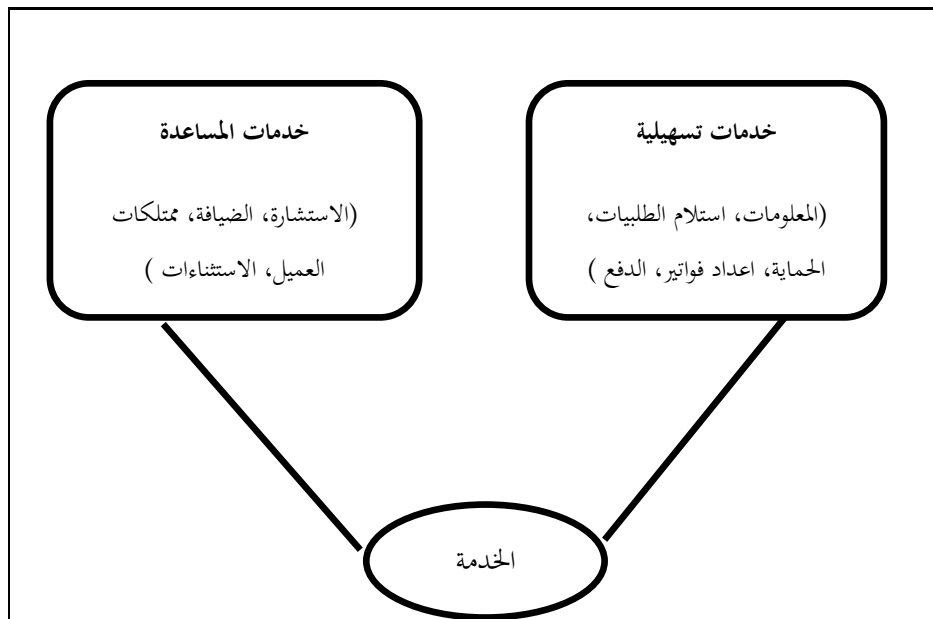 خدمات تسهيلية
(المعلومات، استلام الطلبيات،
الحماية، اعداد فواتير، الدفع )
خدمات المساعدة
(الاستشارة، الضيافة، ممتلكات
العميل، الاستثناءات )
الخدمة